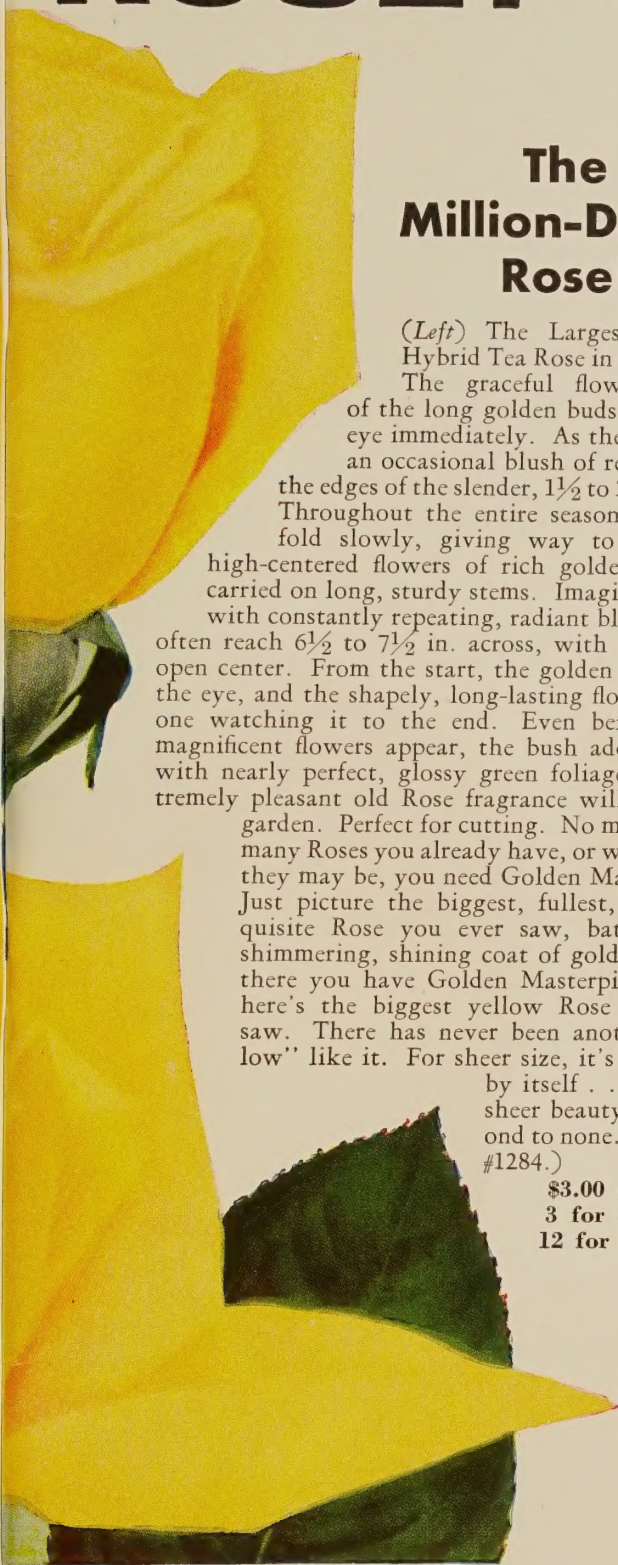 The
Million-D
Rose
(Left) The Larges
Hybrid Tea Rose in
The graceful flow
of the long golden buds
eye immediately. As the
an occasional blush of re
the edges of the slender, 1½ to
Throughout the entire season
fold slowly, giving way to
high-centered flowers of rich golde
carried on long, sturdy stems. Imagi
with constantly repeating, radiant bl
often reach 6½ to 7½ in. across, with
open center. From the start, the golden
the eye, and the shapely, long-lasting flo
one watching it to the end. Even be
magnificent flowers appear, the bush ad
with nearly perfect, glossy green foliage
tremely pleasant old Rose fragrance wil
garden. Perfect for cutting. No m
many Roses you already have, or w
they may be, you need Golden Ma
Just picture the biggest, fullest,
quisite Rose you ever saw, bat
shimmering, shining coat of gold
there you have Golden Masterpi
here's the biggest yellow Rose
saw. There has never been anot
low" like it. For sheer size, it's
by itself . .
sheer beauty
ond to none.
#1284.)
$3.00
3 for
12 for